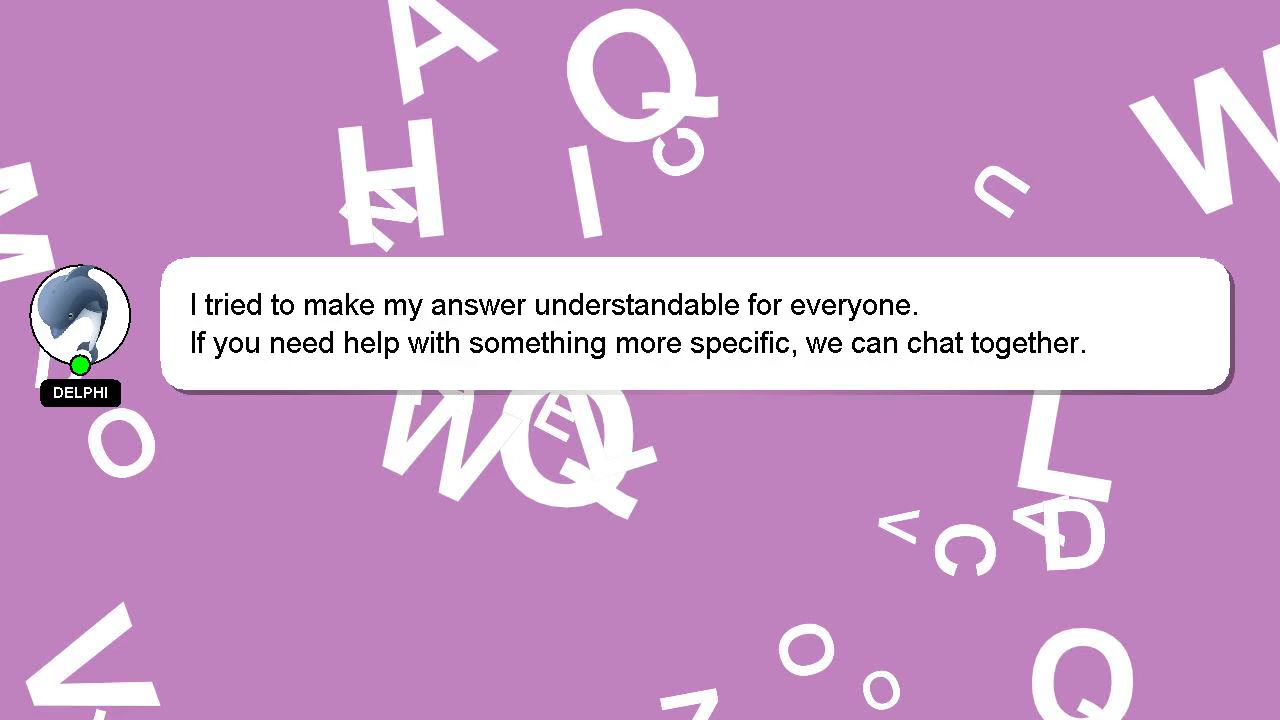 I tried to make my answer understandable for everyone.
If you need help with something more specific, we can chat together.
DELPHI
A
Q
W
H
I
C
U
M
N
O
W
Q
E
L
L
V
A
D
C
V
O
O
Q
Z